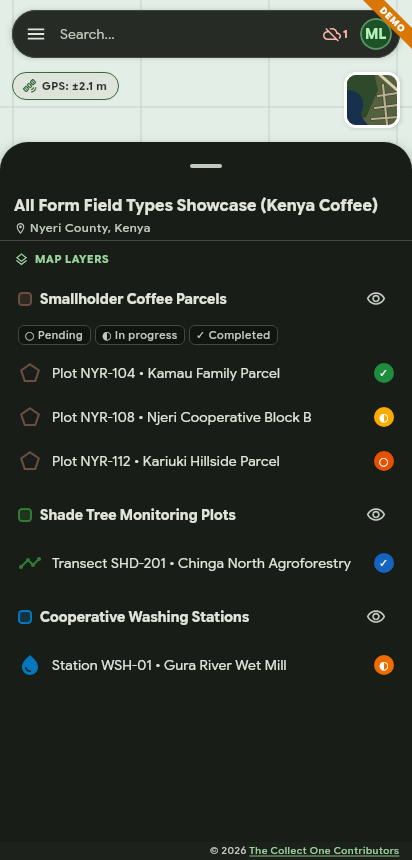 DEMO
Search...
1
ML
GPS: ±2.1 m
All Form Field Types Showcase (Kenya Coffee)
Nyeri County, Kenya
MAP LAYERS
Smallholder Coffee Parcels
Pending In progress ✓ Completed
Plot NYR-104 • Kamau Family Parcel
Plot NYR-108 • Njeri Cooperative Block B
Plot NYR-112 • Kariuki Hillside Parcel
Shade Tree Monitoring Plots
Transect SHD-201 • Chinga North Agroforestry
Cooperative Washing Stations
Station WSH-01 • Gura River Wet Mill
© 2026 The Collect One Contributors